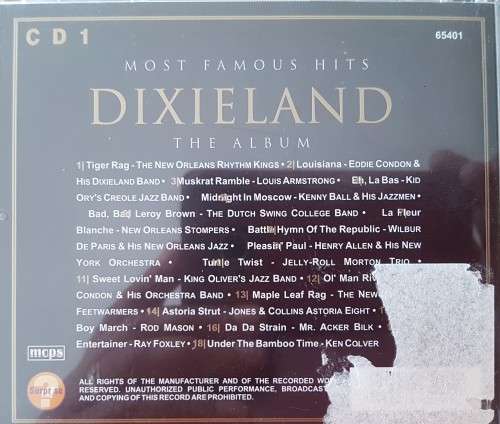 CD 1
65401
MOST FAMOUS HITS
DIXIELAND
THE ALBUM
1| Tiger Rag - THE NEW ORLEANS RHYTHM KINGS • 2| Louisiana - EDDIE CONDON &
HIS DIXIELAND BAND • 3| Muskrat Ramble - LOUIS ARMSTRONG • Eh, La Bas - KID
ORY'S CREOLE JAZZ BAND Midnight In Moscow - KENNY BALL & HIS JAZZMEN •
Bad, Bad Leroy Brown - THE DUTCH SWING COLLEGE BAND • La Fleur
Blanche - NEW ORLEANS STOMPERS • Battle Hymn Of The Republic - WILBUR
DE PARIS & HIS NEW ORLEANS JAZZ • Pleasin' Paul - HENRY ALLEN & HIS NEW
YORK ORCHESTRA • Turtle Twist - JELLY-ROLL MORTON TRIO •
11| Sweet Lovin' Man - KING OLIVER'S JAZZ BAND • 12| Ol' Man
CONDON & HIS ORCHESTRA BAND • 13| Maple Leaf Rag - THE NEW
FEETWARMERS • 14| Astoria Strut - JONES & COLLINS ASTORIA EIGHT •
Boy March - ROD MASON • 16| Da Da Strain - MR. ACKER BILK •
Entertainer - RAY FOXLEY • 18| Under The Bamboo Time - KEN COLVER
mcps
Surprise
ALL RIGHTS OF THE MANUFACTURER AND OF THE RECORDED
RESERVED. UNAUTHORIZED PUBLIC PERFORMANCE, BROADCAST
AND COPYING OF THIS RECORD ARE PROHIBITED.